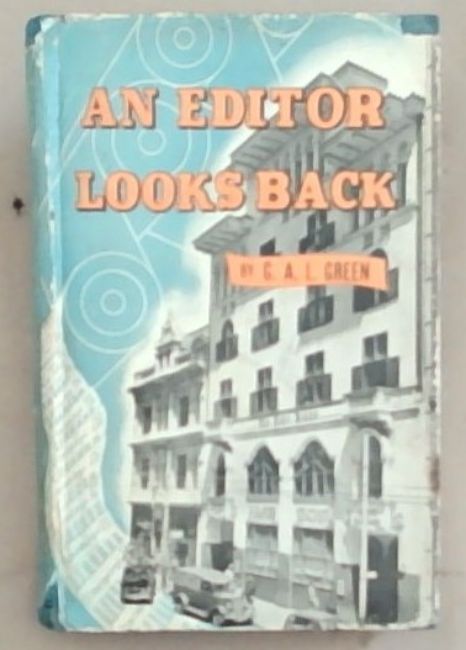 AN EDITOR
LOOKS BACK
BY G. A. L. GREEN